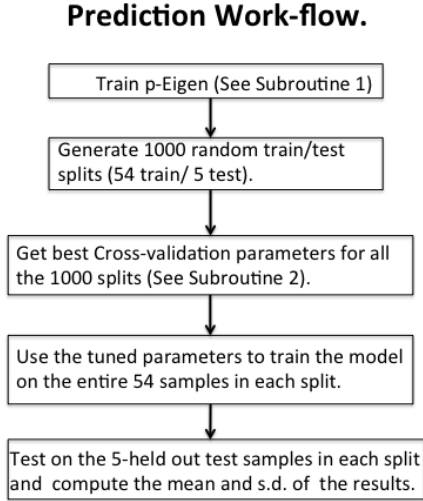 Prediction Work-flow.
Train p-Eigen (See Subroutine 1)
Generate 1000 random train/test
splits (54 train/ 5 test).
Get best Cross-validation parameters for all
the 1000 splits (See Subroutine 2).
Use the tuned parameters to train the model
on the entire 54 samples in each split.
Test on the 5-held out test samples in each split
and compute the mean and s.d. of the results.